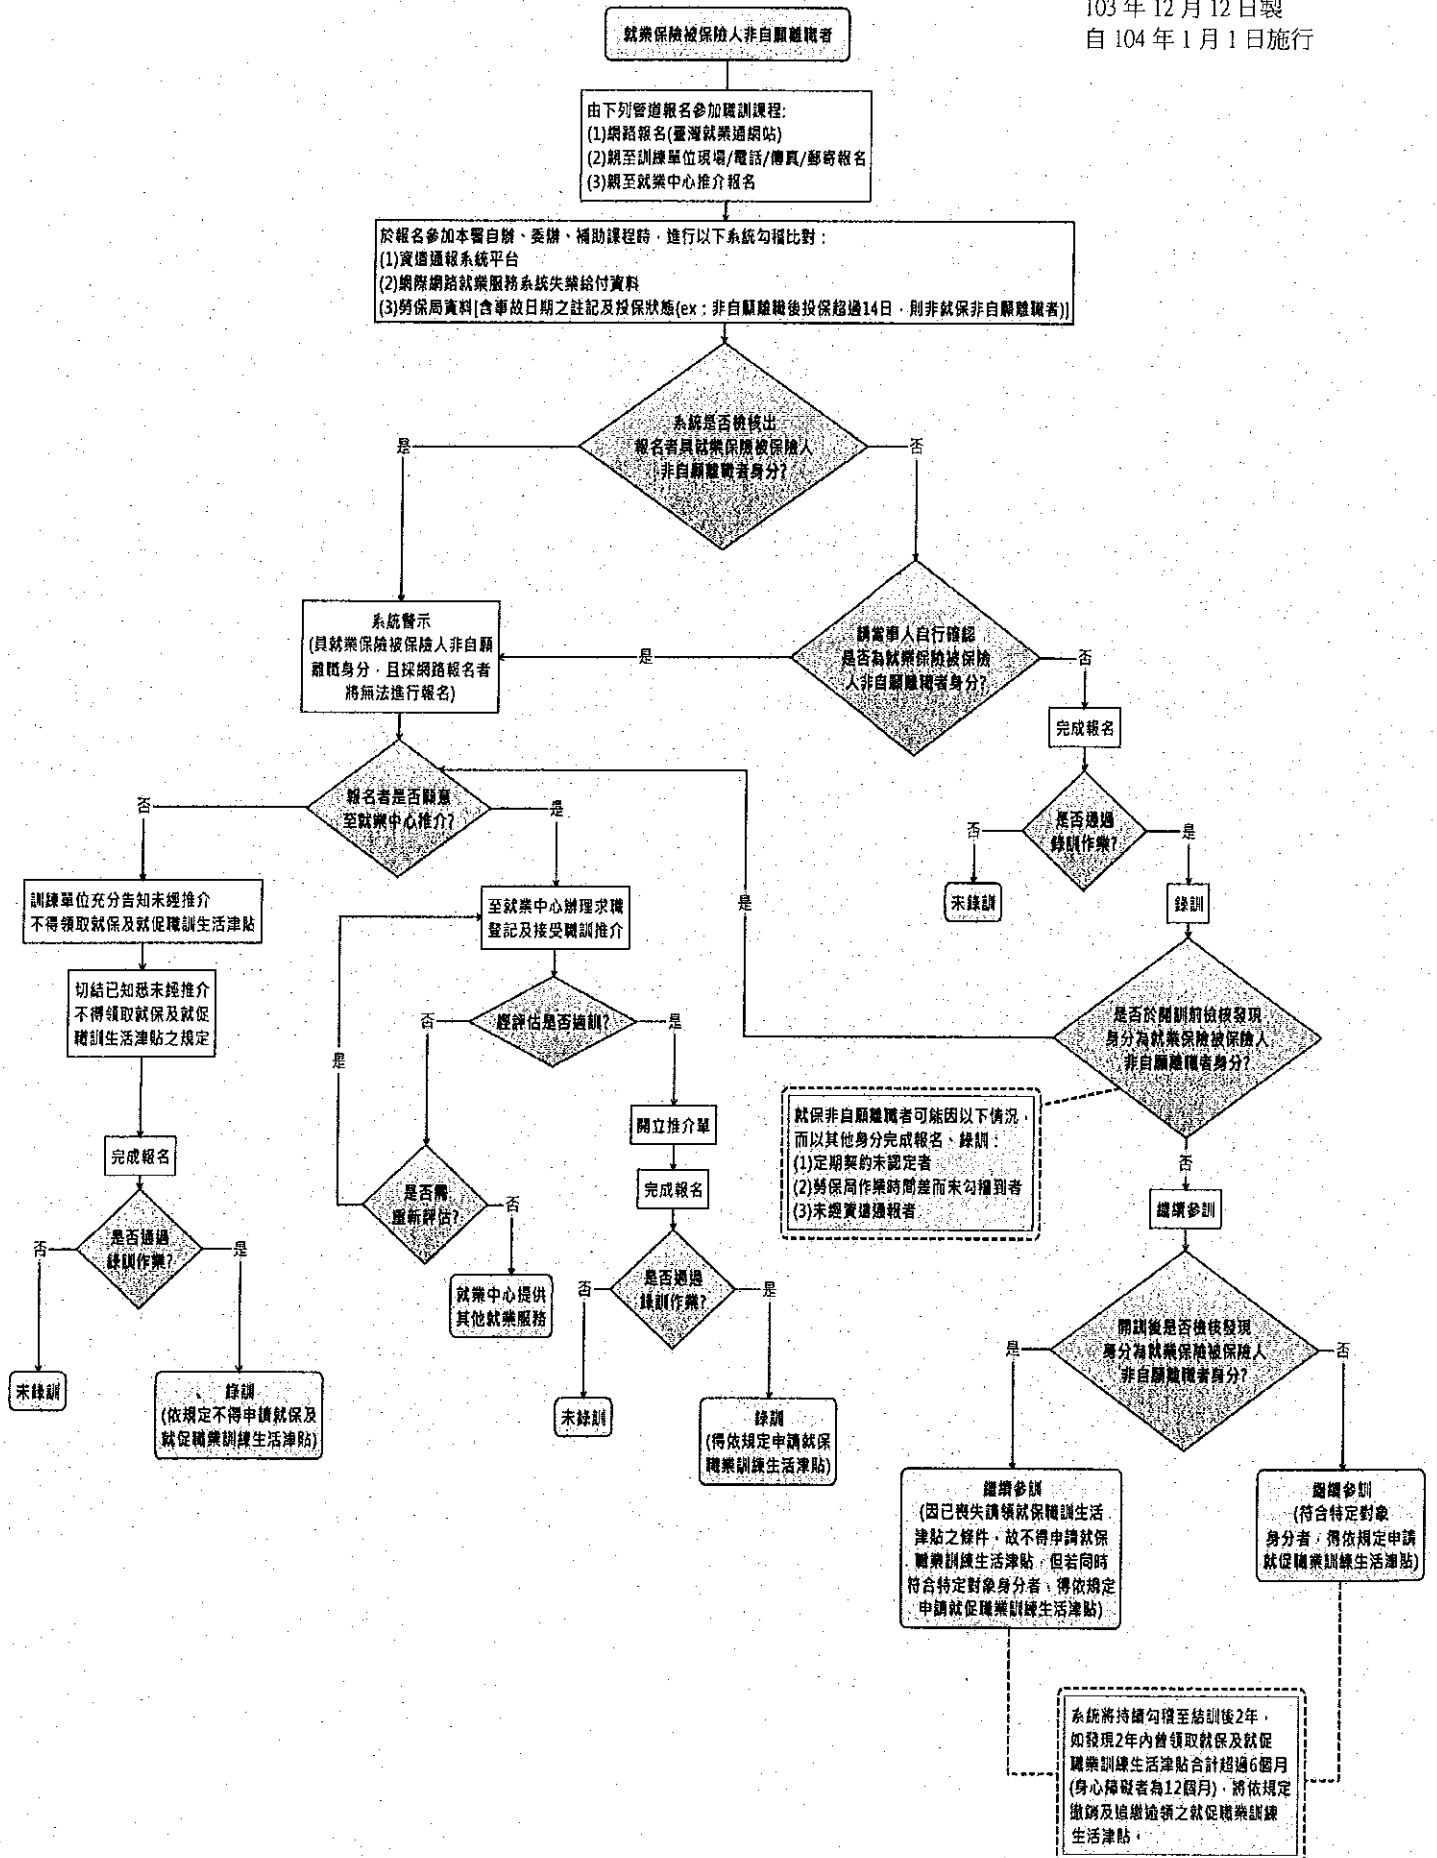 103 年 12 月 12 日製
自 104 年 1 月 1 日施行
就業保險被保險人非自願離職者
由下列管道報名參加職訓課程:
(1)網路報名(臺灣就業通網站)
(2)親至訓練單位現場/電話/傳真/郵寄報名
(3)親至就業中心推介報名
於報名參加本署自辦、委辦、補助課程時，進行以下系統勾稽比對：
(1)資遣通報系統平台
(2)網際網路就業服務系統失業給付資料
(3)勞保局資料[含事故日期之註記及投保狀態(ex：非自願離職後投保超過14日，則非就保非自願離職者)]
系統是否檢核出
報名者具就業保險被保險人
非自願離職者身分?
是
否
系統警示
(具就業保險被保險人非自願
離職身分，且採網路報名者
將無法進行報名)
請當事人自行確認
是否為就業保險被保險
人非自願離職者身分?
是
否
完成報名
報名者是否願意
至就業中心推介?
否
是
是否通過
錄訓作業?
否
是
未錄訓
錄訓
訓練單位充分告知未經推介
不得領取就保及就促職訓生活津貼
至就業中心辦理求職
登記及接受職訓推介
是
切結已知悉未經推介
不得領取就保及就促
職訓生活津貼之規定
經評估是否適訓?
否
是
是
是否於開訓前檢核發現
身分為就業保險被保險人
非自願離職者身分?
就保非自願離職者可能因以下情況，
而以其他身分完成報名、錄訓：
(1)定期契約未認定者
(2)勞保局作業時間差而未勾稽到者
(3)未經資遣通報者
開立推介單
完成報名
完成報名
否
繼續參訓
是否需
重新評估?
否
是否通過
錄訓作業?
否
是
就業中心提供
其他就業服務
是否通過
錄訓作業?
否
是
開訓後是否檢核發現
身分為就業保險被保險人
非自願離職者身分?
是
否
未錄訓
錄訓
(依規定不得申請就保及
就促職業訓練生活津貼)
未錄訓
錄訓
(得依規定申請就保
職業訓練生活津貼)
繼續參訓
(因已喪失請領就保職訓生活
津貼之條件，故不得申請就保
職業訓練生活津貼，但若同時
符合特定對象身分者，得依規定
申請就促職業訓練生活津貼)
繼續參訓
(符合特定對象
身分者，得依規定申請
就促職業訓練生活津貼)
系統將持續勾稽至結訓後2年，
如發現2年內曾領取就保及就促
職業訓練生活津貼合計超過6個月
(身心障礙者為12個月)，將依規定
撤銷及追繳逾領之就促職業訓練
生活津貼。